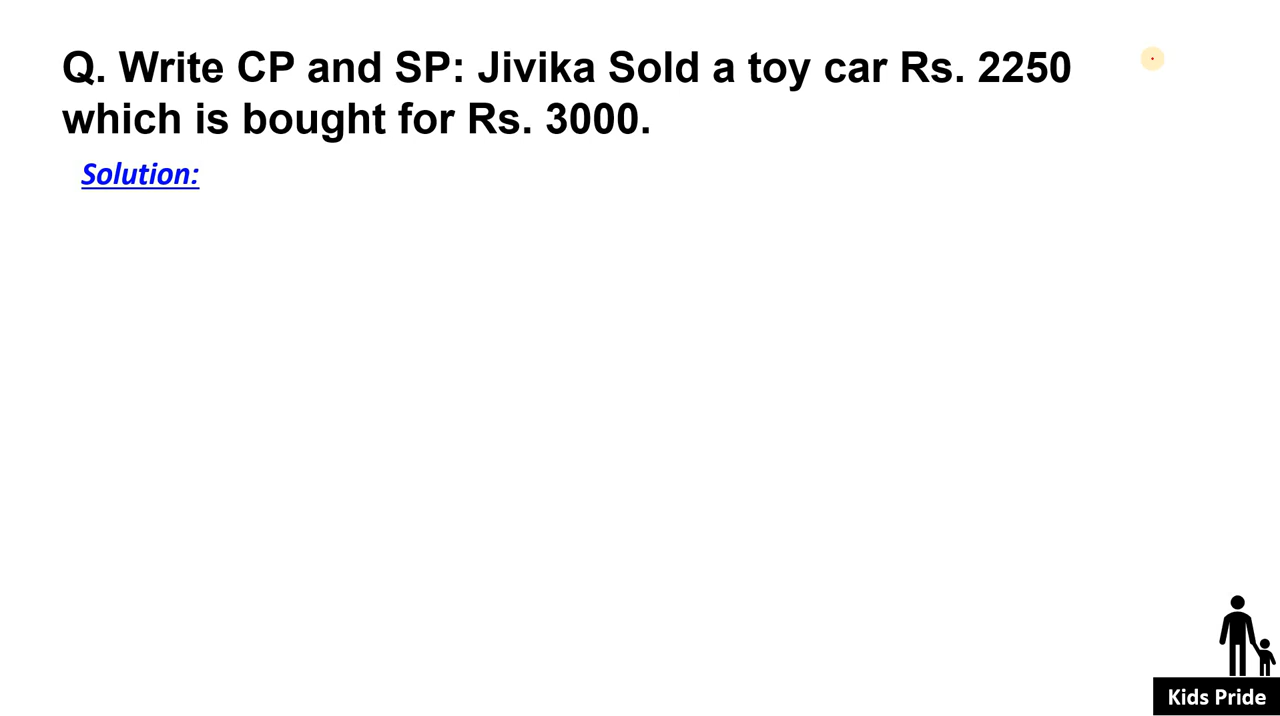 Q. Write CP and SP: Jivika Sold a toy car Rs. 2250
which is bought for Rs. 3000.
Solution:
Kids Pride